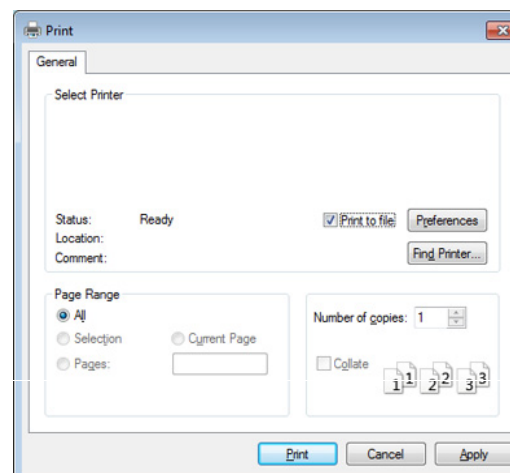 Print
General
Select Printer
Status: Ready
Print to file
Preferences
Location:
Comment:
Find Printer...
Page Range
All
Selection
Current Page
Pages:
Number of copies: 1
Collate
1 1 2 2 3 3
Print
Cancel
Apply